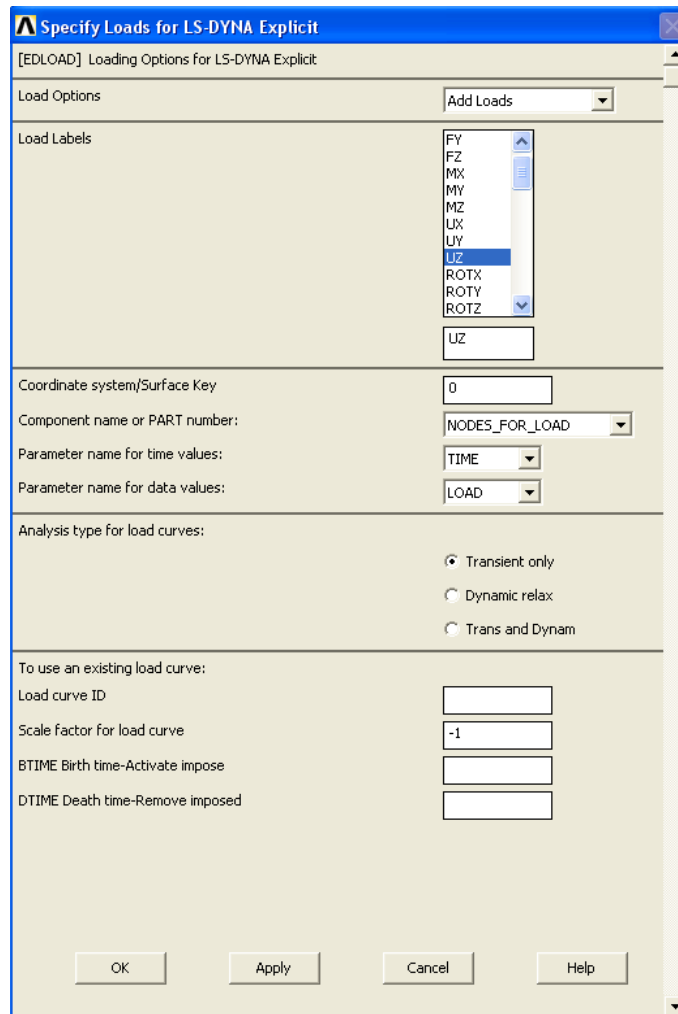 Specify Loads for LS-DYNA Explicit
[EDLOAD] Loading Options for LS-DYNA Explicit
Load Options
Add Loads
Load Labels
FY
FZ
MX
MY
MZ
UX
UY
UZ
ROTX
ROTY
ROTZ
UZ
Coordinate system/Surface Key
0
Component name or PART number:
NODES_FOR_LOAD
Parameter name for time values:
TIME
Parameter name for data values:
LOAD
Analysis type for load curves:
Transient only
Dynamic relax
Trans and Dynam
To use an existing load curve:
Load curve ID
Scale factor for load curve
-1
BTIME Birth time-Activate impose
DTIME Death time-Remove imposed
OK
Apply
Cancel
Help